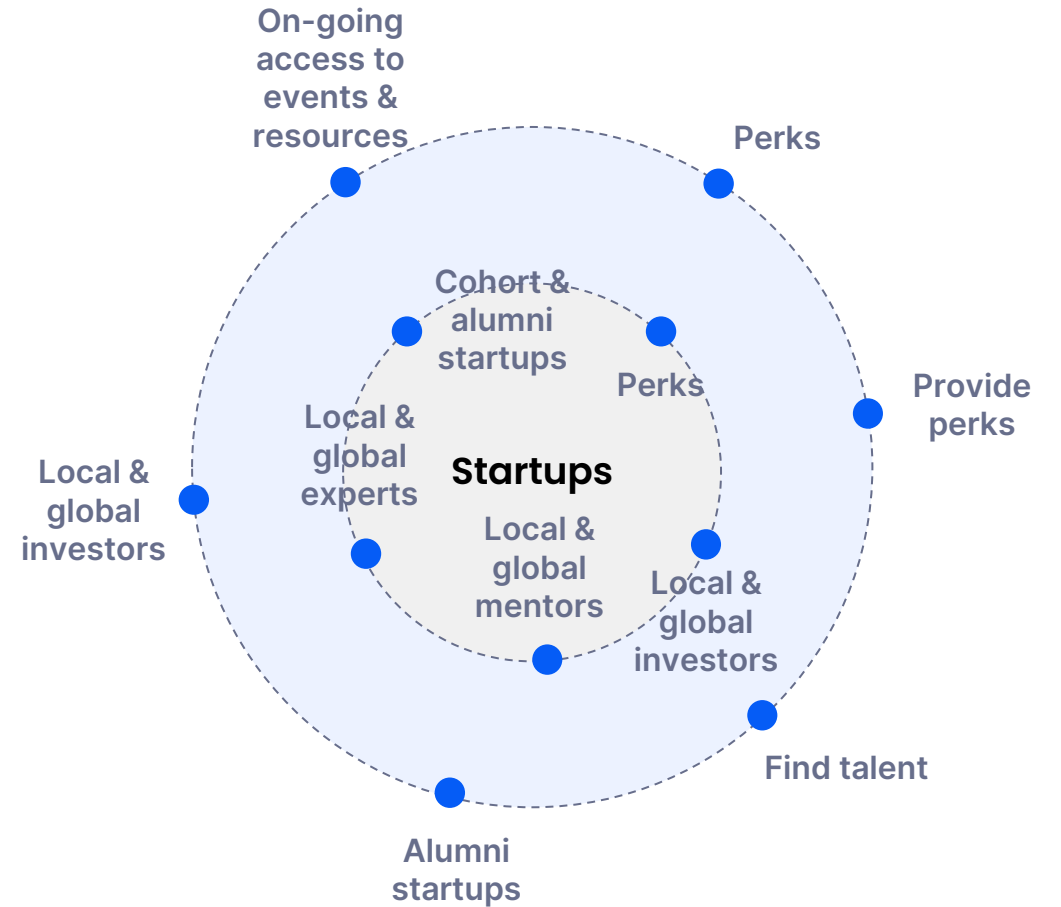 On-going
access to
events &
resources
Perks
Cohort &
alumni
startups
Perks
Provide
perks
Local &
global
experts
Startups
Local &
global
investors
Local &
global
mentors
Local &
global
investors
Find talent
Alumni
startups